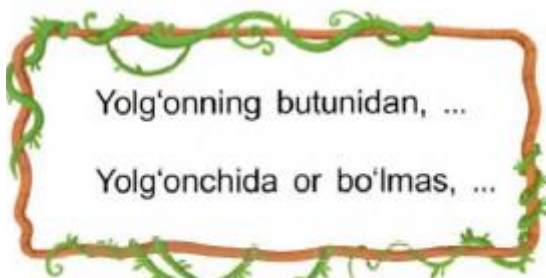 Yolg‘onning butunidan, ...
Yolg‘onchida or bo‘lmas, ...